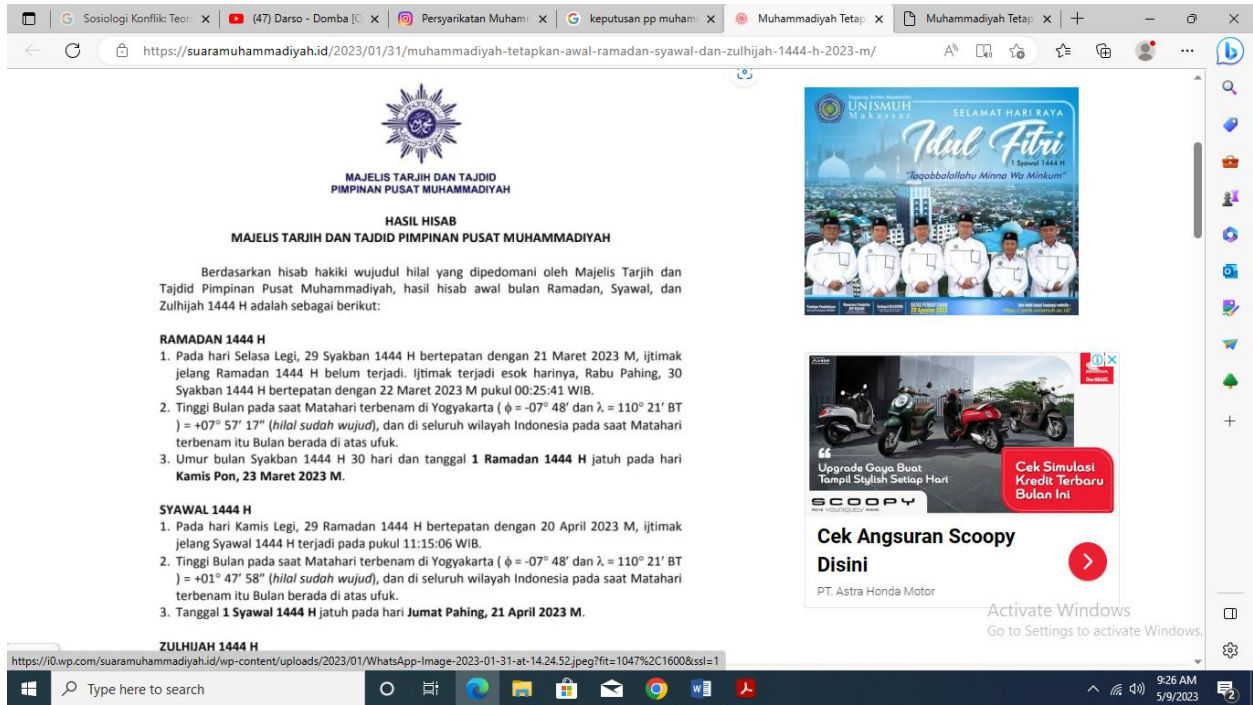 Sosiologi Konflik: Teori
(47) Darso - Domba [C
Persyarikatan Muhamm
keputusan pp muhamm
Muhammadiyah Tetap
Muhammadiyah Tetap
https://suaramuhammadiyah.id/2023/01/31/muhammadiyah-tetapkan-awal-ramadan-syawal-dan-zulhijah-1444-h-2023-m/
MAJELIS TARJIH DAN TAJDID
PIMPINAN PUSAT MUHAMMADIYAH
HASIL HISAB
MAJELIS TARJIH DAN TAJDID PIMPINAN PUSAT MUHAMMADIYAH
Berdasarkan hisab hakiki wujudul hilal yang dipedomani oleh Majelis Tarjih dan
Tajdid Pimpinan Pusat Muhammadiyah, hasil hisab awal bulan Ramadan, Syawal, dan
Zulhijah 1444 H adalah sebagai berikut:
RAMADAN 1444 H
1. Pada hari Selasa Legi, 29 Syakban 1444 H bertepatan dengan 21 Maret 2023 M, ijtimak
jelang Ramadan 1444 H belum terjadi. Ijtimak terjadi esok harinya, Rabu Pahing, 30
Syakban 1444 H bertepatan dengan 22 Maret 2023 M pukul 00:25:41 WIB.
2. Tinggi Bulan pada saat Matahari terbenam di Yogyakarta ( ϕ = -07° 48′ dan λ = 110° 21′ BT
) = +07° 57′ 17″ (hilal sudah wujud), dan di seluruh wilayah Indonesia pada saat Matahari
terbenam itu Bulan berada di atas ufuk.
3. Umur bulan Syakban 1444 H 30 hari dan tanggal 1 Ramadan 1444 H jatuh pada hari
Kamis Pon, 23 Maret 2023 M.
SYAWAL 1444 H
1. Pada hari Kamis Legi, 29 Ramadan 1444 H bertepatan dengan 20 April 2023 M, ijtimak
jelang Syawal 1444 H terjadi pada pukul 11:15:06 WIB.
2. Tinggi Bulan pada saat Matahari terbenam di Yogyakarta ( ϕ = -07° 48′ dan λ = 110° 21′ BT
) = +01° 47′ 58″ (hilal sudah wujud), dan di seluruh wilayah Indonesia pada saat Matahari
terbenam itu Bulan berada di atas ufuk.
3. Tanggal 1 Syawal 1444 H jatuh pada hari Jumat Pahing, 21 April 2023 M.
ZULHIJAH 1444 H
UNISMUH
Makassar
SELAMAT HARI RAYA
Idul Fitri
1 Syawal 1444 H
"Taqabbalallahu Minna Wa Minkum"
Upgrade Gaya Buat
Tampil Stylish Setiap Hari
SCOOPY
Cek Simulasi
Kredit Terbaru
Bulan Ini
Cek Angsuran Scoopy
Disini
PT. Astra Honda Motor
Activate Windows
Go to Settings to activate Windows.
https://i0.wp.com/suaramuhammadiyah.id/wp-content/uploads/2023/01/WhatsApp-Image-2023-01-31-at-14.24.52.jpeg?fit=1047%2C1600&ssl=1
Type here to search
9:26 AM
5/9/2023
2